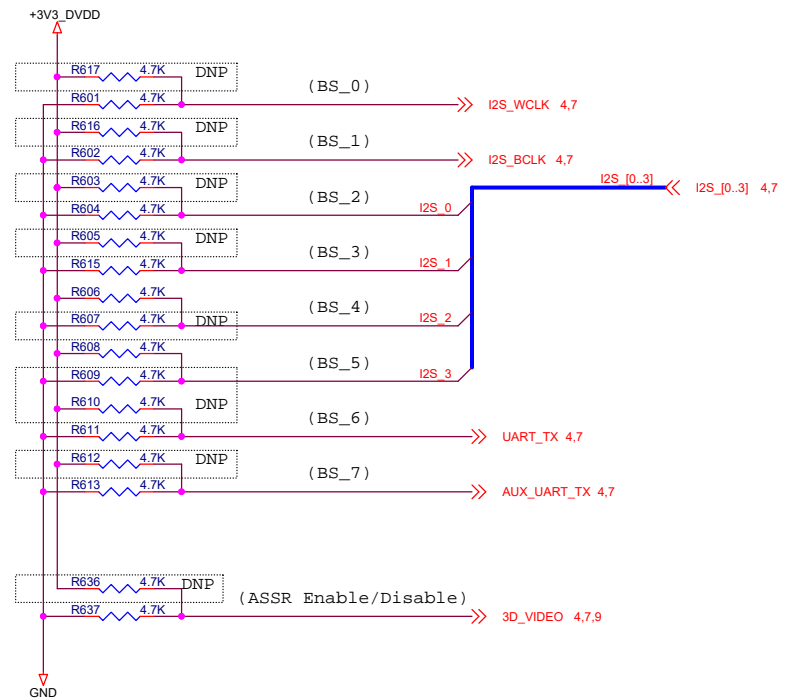 +3V3_DVDD
R617 4.7K DNP
(BS_0)
R601 4.7K I2S_WCLK 4,7
R616 4.7K DNP
(BS_1)
R602 4.7K I2S_BCLK 4,7
R603 4.7K DNP
I2S_[0..3] I2S_[0..3] 4,7
(BS_2)
R604 4.7K I2S_0
R605 4.7K DNP
(BS_3)
R615 4.7K I2S_1
R606 4.7K
(BS_4)
R607 4.7K DNP I2S_2
R608 4.7K
(BS_5)
R609 4.7K I2S_3
R610 4.7K DNP
(BS_6)
R611 4.7K UART_TX 4,7
R612 4.7K DNP
(BS_7)
R613 4.7K AUX_UART_TX 4,7
R636 4.7K DNP
(ASSR Enable/Disable)
R637 4.7K 3D_VIDEO 4,7,9
GND